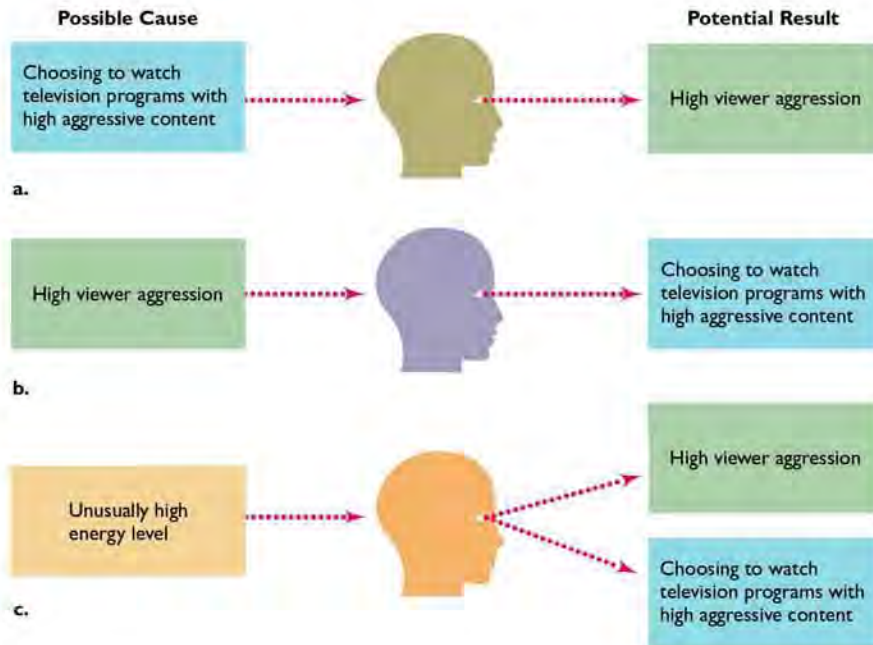 Possible Cause
Potential Result
Choosing to watch
television programs with
high aggressive content
High viewer aggression
a.
High viewer aggression
Choosing to watch
television programs with
high aggressive content
b.
Unusually high
energy level
High viewer aggression
Choosing to watch
television programs with
high aggressive content
c.